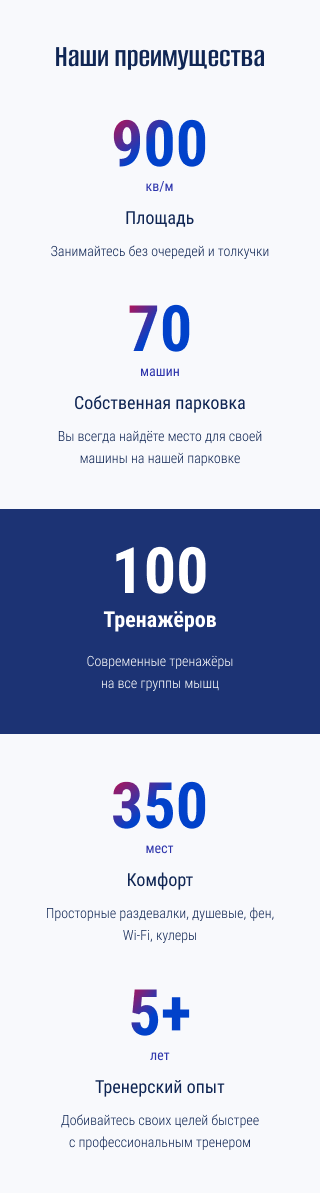 Наши преимущества
900
кв/м
Площадь
Занимайтесь без очередей и толкучки
70
машин
Собственная парковка
Вы всегда найдёте место для своей
машины на нашей парковке
100
Тренажёров
Современные тренажёры
на все группы мышц
350
мест
Комфорт
Просторные раздевалки, душевые, фен,
Wi-Fi, кулеры
5+
лет
Тренерский опыт
Добивайтесь своих целей быстрее
с профессиональным тренером